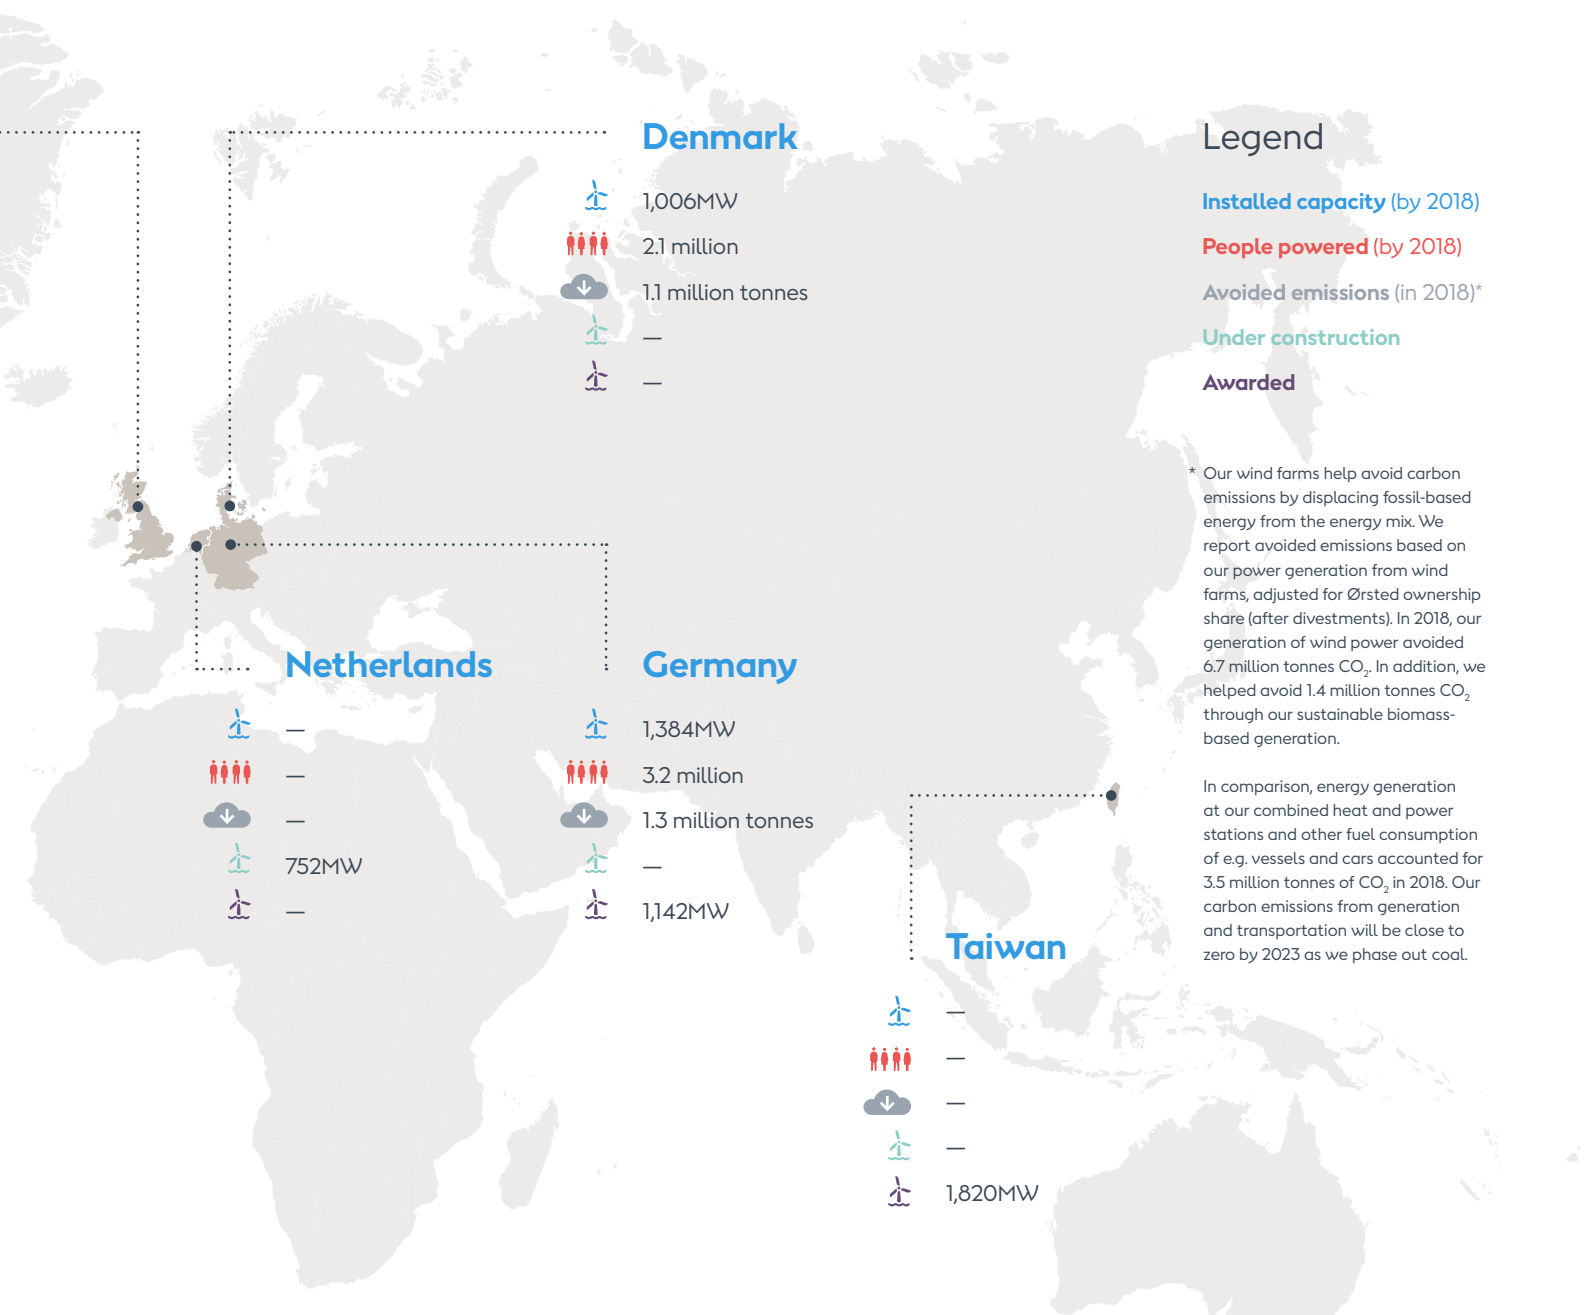 Denmark
1,006MW
2.1 million
1.1 million tonnes
—
—
Netherlands
—
—
—
752MW
—
Germany
1,384MW
3.2 million
1.3 million tonnes
—
1,142MW
Taiwan
—
—
—
—
1,820MW
Legend
Installed capacity (by 2018)
People powered (by 2018)
Avoided emissions (in 2018)*
Under construction
Awarded
* Our wind farms help avoid carbon
emissions by displacing fossil-based
energy from the energy mix. We
report avoided emissions based on
our power generation from wind
farms, adjusted for Ørsted ownership
share (after divestments). In 2018, our
generation of wind power avoided
6.7 million tonnes CO₂. In addition, we
helped avoid 1.4 million tonnes CO₂
through our sustainable biomass-
based generation.
In comparison, energy generation
at our combined heat and power
stations and other fuel consumption
of e.g. vessels and cars accounted for
3.5 million tonnes of CO₂ in 2018. Our
carbon emissions from generation
and transportation will be close to
zero by 2023 as we phase out coal.